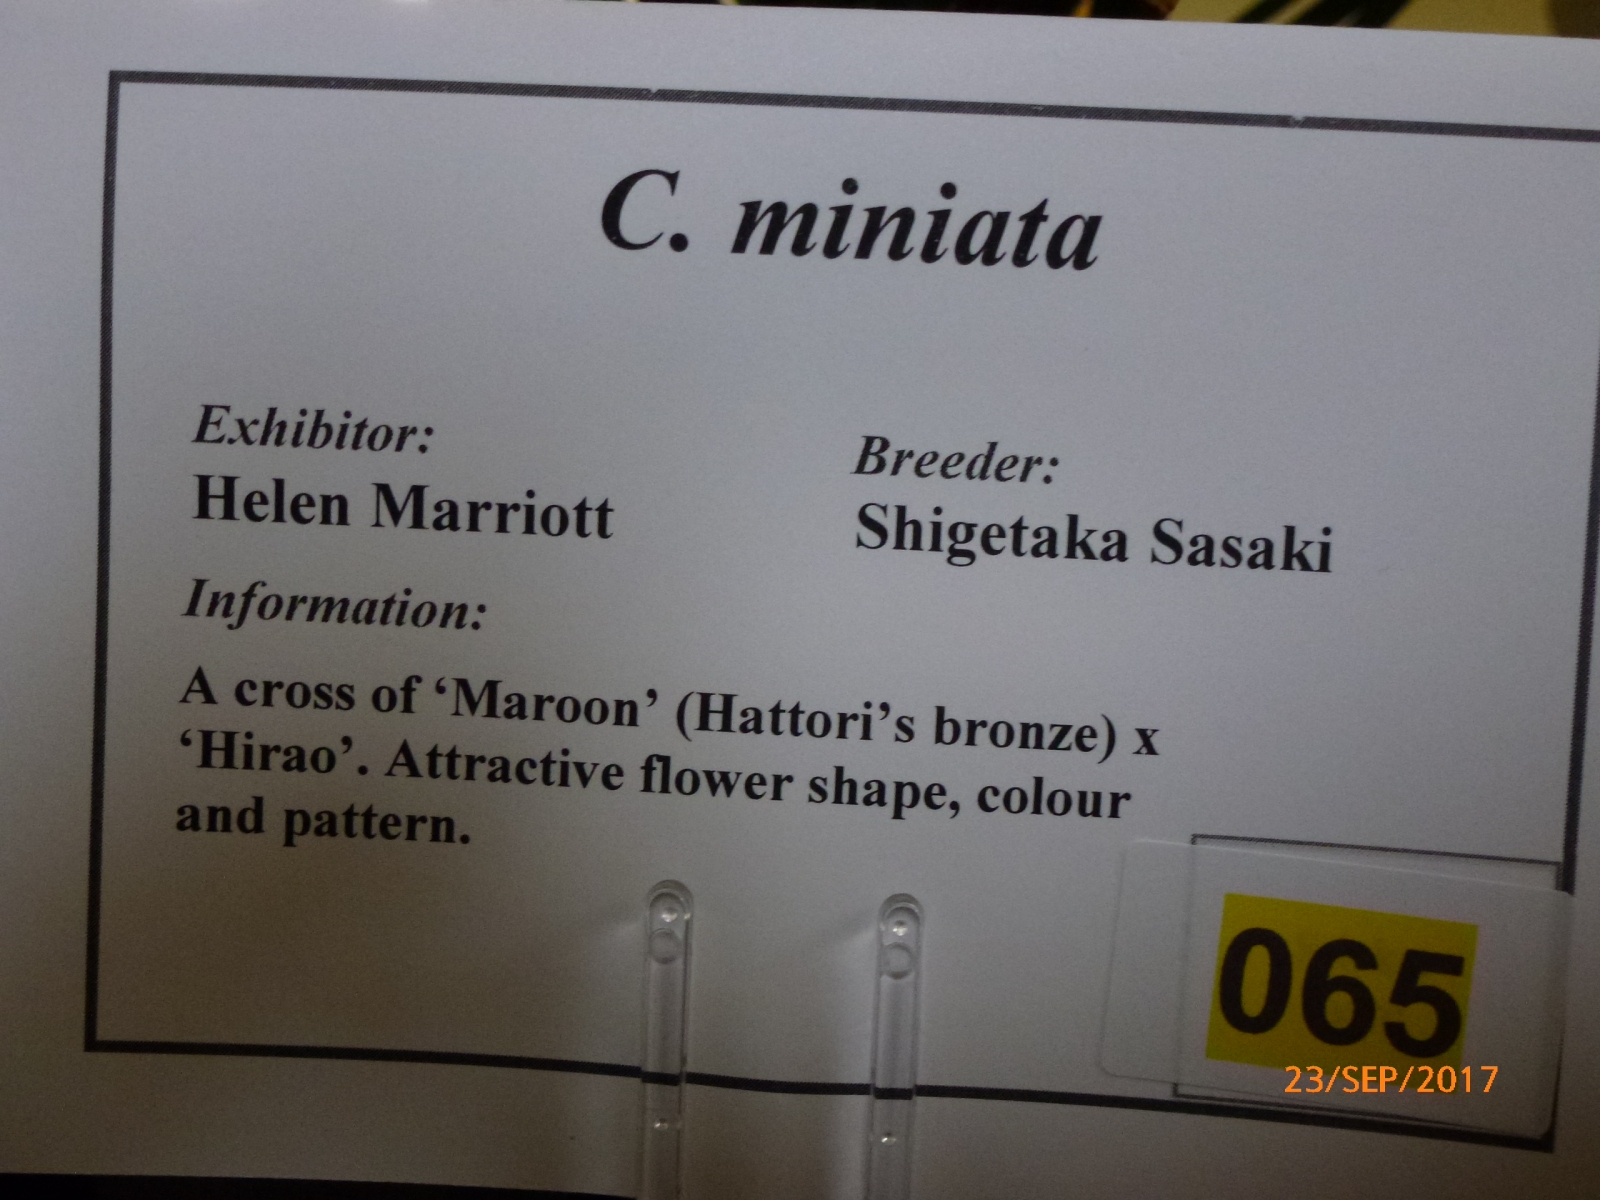 C. miniata
Exhibitor:
Helen Marriott
Breeder:
Shigetaka Sasaki
Information:
A cross of ‘Maroon’ (Hattori’s bronze) x
‘Hirao’. Attractive flower shape, colour
and pattern.
065
23/SEP/2017